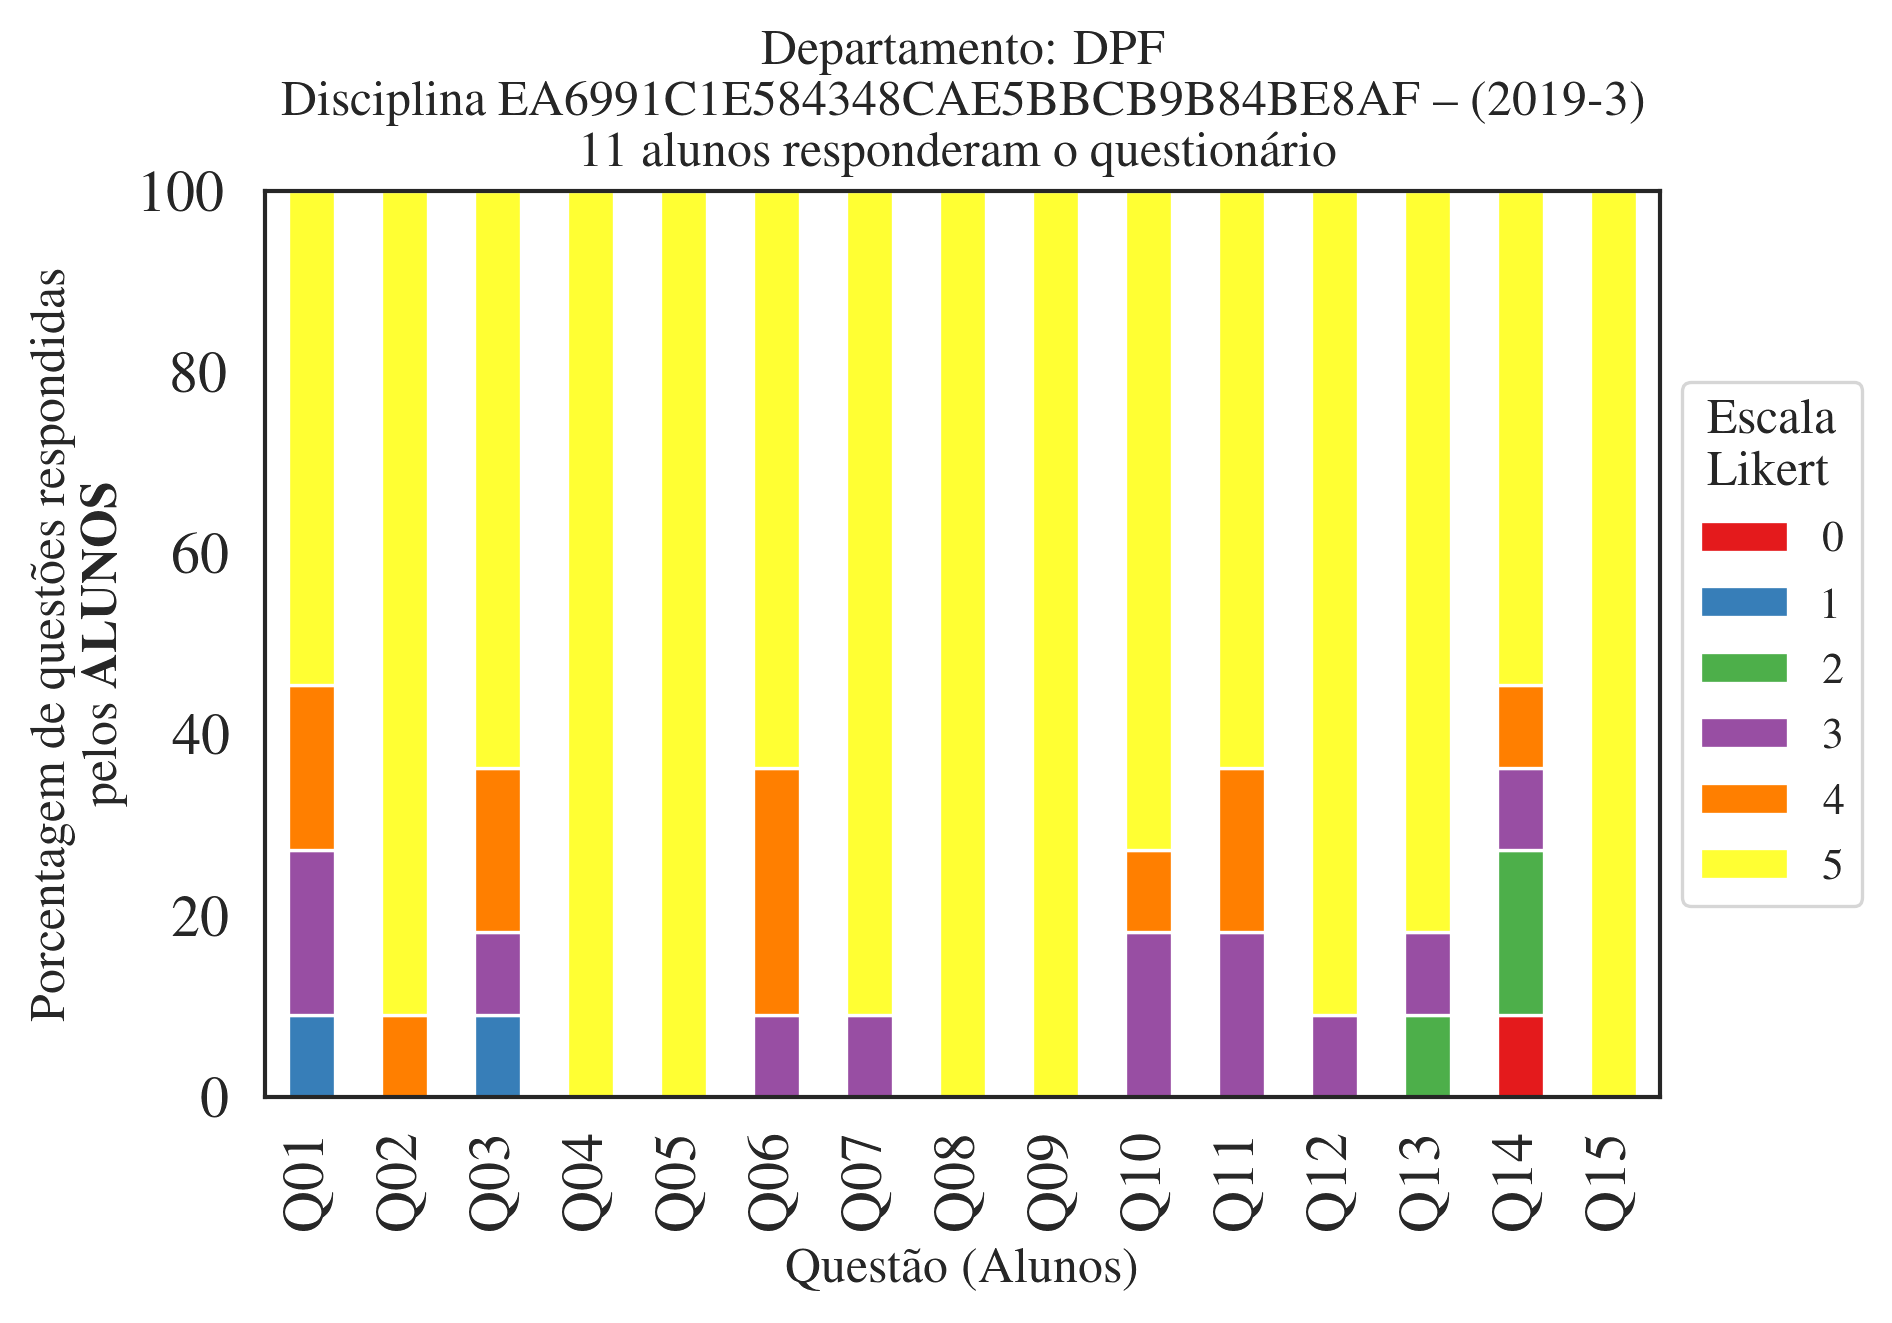 Departamento: DPF
Disciplina EA6991C1E584348CAE5BBCB9B84BE8AF – (2019-3)
11 alunos responderam o questionário
Porcentagem de questões respondidas
pelos ALUNOS
100
80
60
40
20
0
Q01
Q02
Q03
Q04
Q05
Q06
Q07
Q08
Q09
Q10
Q11
Q12
Q13
Q14
Q15
Questão (Alunos)
Escala
Likert
0
1
2
3
4
5